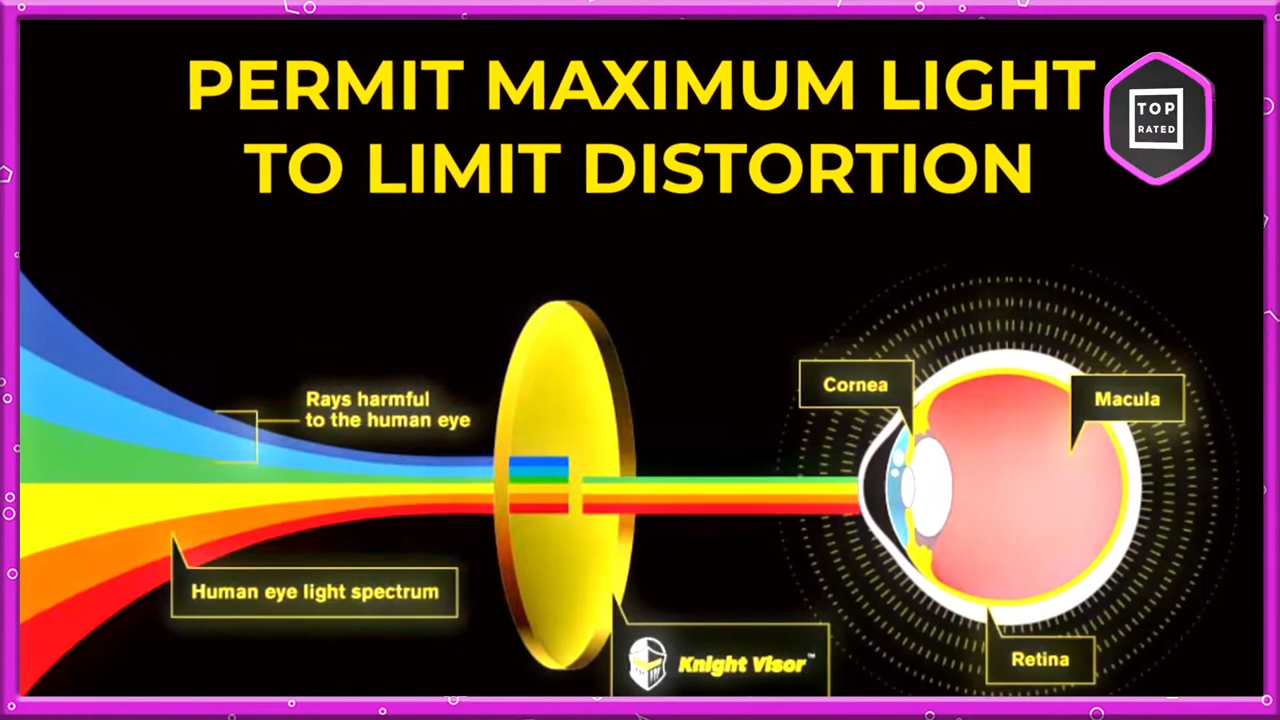 PERMIT MAXIMUM LIGHT
TO LIMIT DISTORTION
TOP
RATED
Rays harmful
to the human eye
Cornea
Macula
Human eye light spectrum
Knight Visor™
Retina